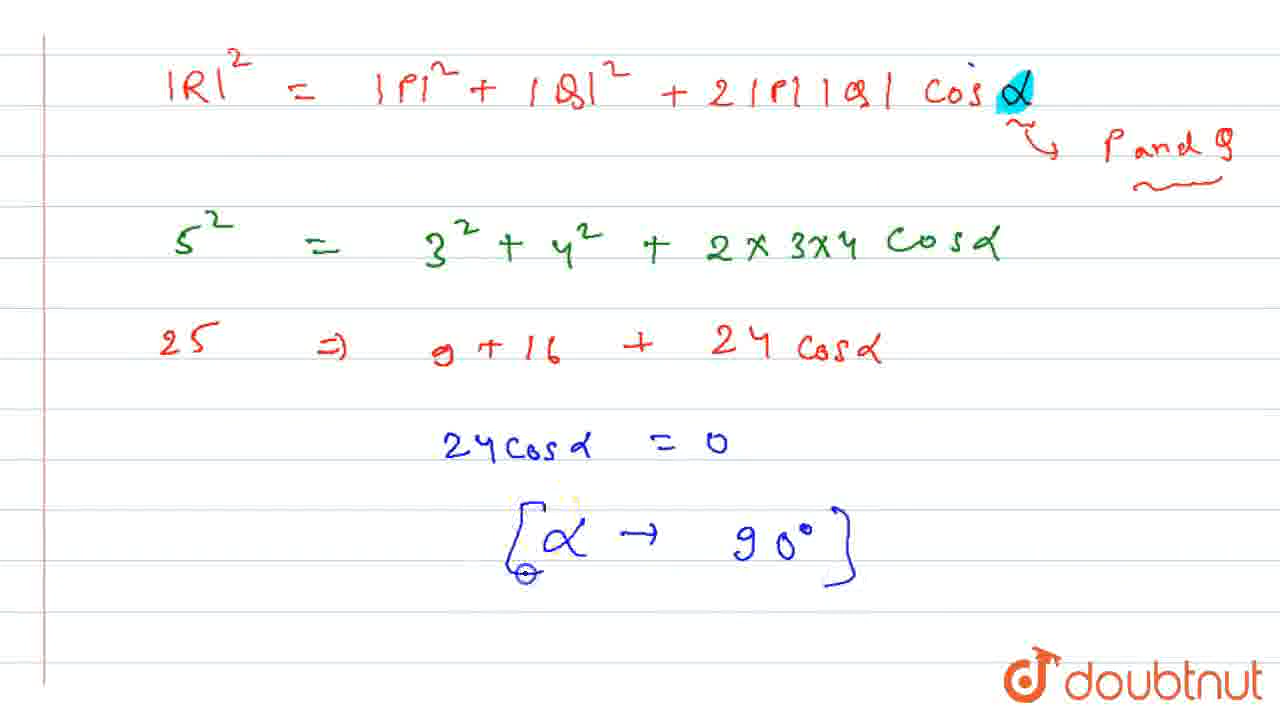 |R|² = |P|² + |Q|² + 2|P||Q| cos α
P and Q
5² = 3² + 4² + 2 × 3 × 4 cos α
25 ⇒ 9 + 16 + 24 cos α
24 cos α = 0
[α → 90°]
doubtnut